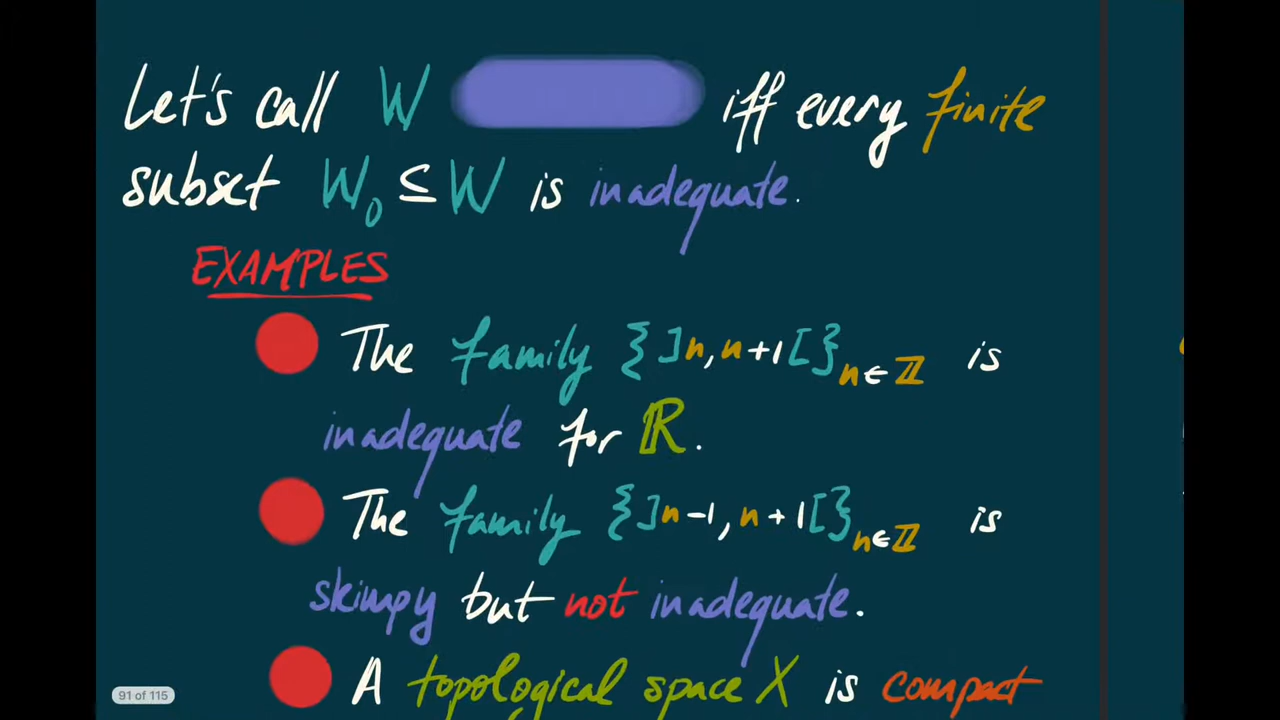 Let's call W iff every finite
subset W₀ ⊆ W is inadequate.
EXAMPLES
The family {]n, n+1[}ₙ∈ℤ is
inadequate for ℝ.
The family {]n-1, n+1[}ₙ∈ℤ is
skimpy but not inadequate.
A topological space X is compact
91 of 115